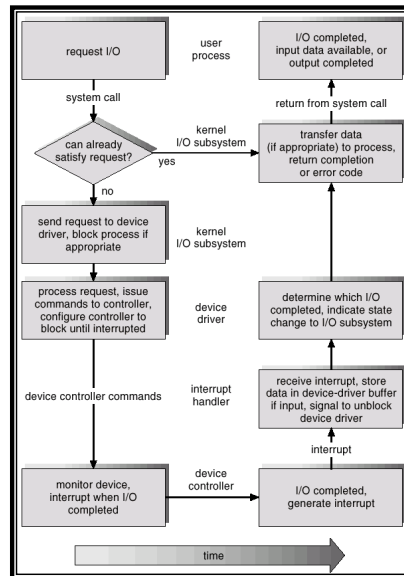 request I/O
user
process
I/O completed,
input data available, or
output completed
system call
return from system call
can already
satisfy request?
kernel
I/O subsystem
yes
transfer data
(if appropriate) to process,
return completion
or error code
no
send request to device
driver, block process if
appropriate
kernel
I/O subsystem
process request, issue
commands to controller,
configure controller to
block until interrupted
device
driver
determine which I/O
completed, indicate state
change to I/O subsystem
device controller commands
interrupt
handler
receive interrupt, store
data in device-driver buffer
if input, signal to unblock
device driver
interrupt
monitor device,
interrupt when I/O
completed
device
controller
I/O completed,
generate interrupt
time